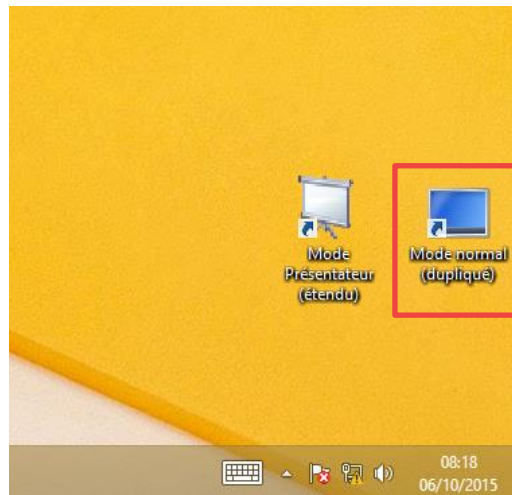 Mode
Présentateur
(étendu)
Mode normal
(dupliqué)
08:18
06/10/2015